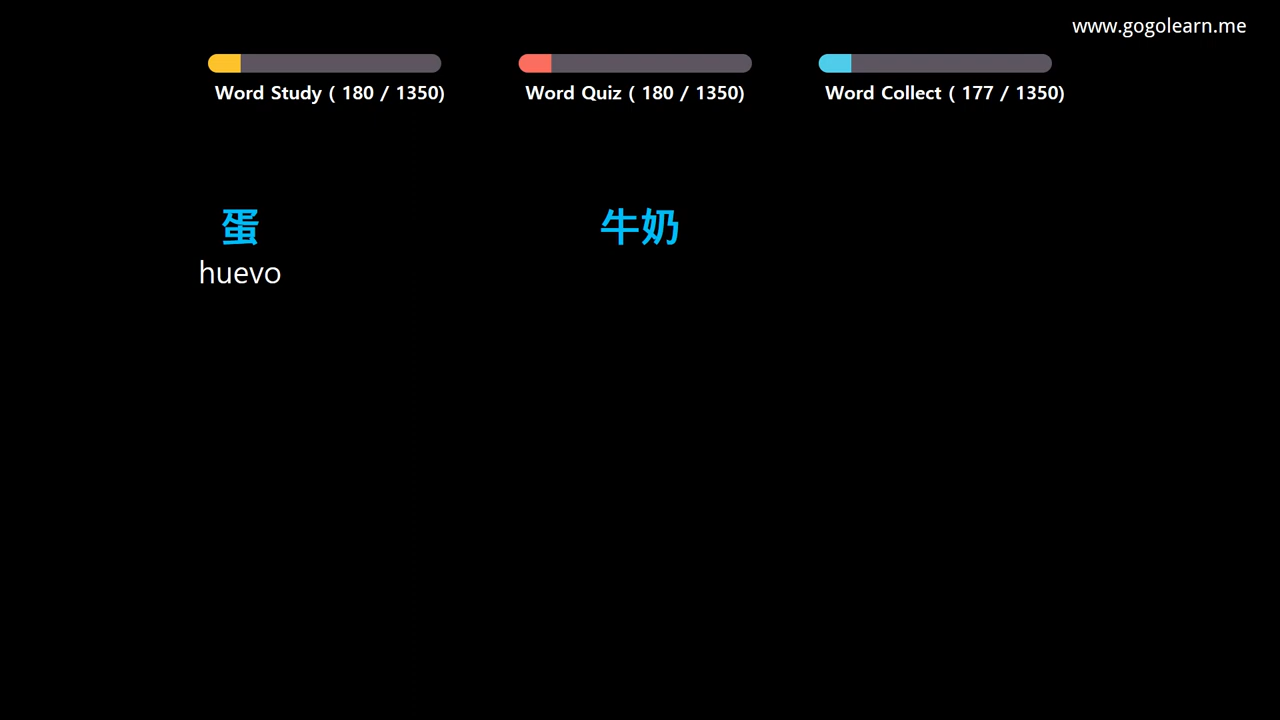 www.gogolearn.me
Word Study ( 180 / 1350)
Word Quiz ( 180 / 1350)
Word Collect ( 177 / 1350)
蛋
huevo
牛奶